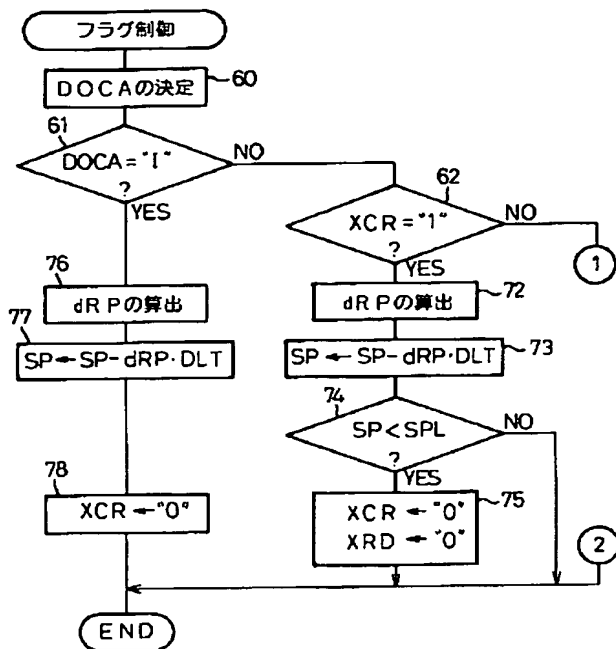 フラグ制御
DOCAの決定
60
61
DOCA="I"
?
NO
YES
62
XCR="1"
?
NO
YES
1
76
dRPの算出
77
SP←SP-dRP·DLT
dRPの算出
72
SP←SP-dRP·DLT
73
74
SP<SPL
?
NO
YES
78
XCR←"0"
XCR←"0"
XRD←"0"
75
2
END